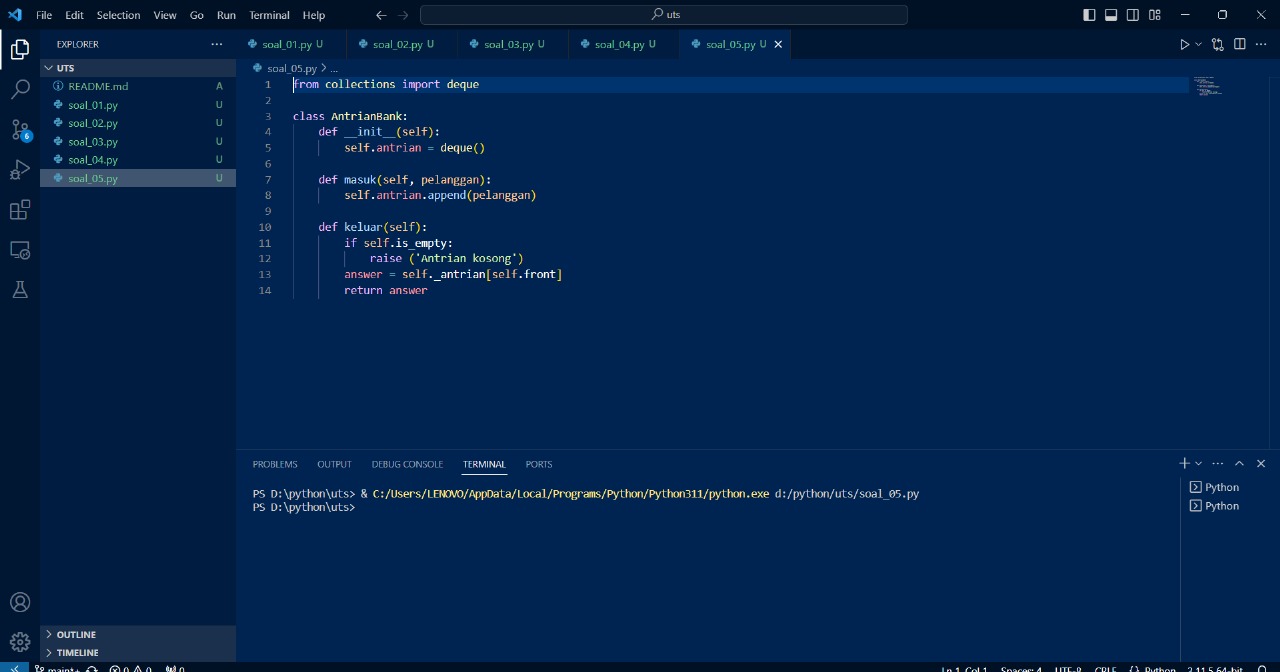 File Edit Selection View Go Run Terminal Help
uts
EXPLORER
soal_01.py U
soal_02.py U
soal_03.py U
soal_04.py U
soal_05.py U
UTS
README.md A
soal_01.py U
soal_02.py U
soal_03.py U
soal_04.py U
soal_05.py U
6
soal_05.py > ...
1 from collections import deque
2
3 class AntrianBank:
4 def __init__(self):
5 self.antrian = deque()
6
7 def masuk(self, pelanggan):
8 self.antrian.append(pelanggan)
9
10 def keluar(self):
11 if self.is_empty:
12 raise ('Antrian kosong')
13 answer = self._antrian[self.front]
14 return answer
PROBLEMS OUTPUT DEBUG CONSOLE TERMINAL PORTS
PS D:\python\uts> & C:/Users/LENOVO/AppData/Local/Programs/Python/Python311/python.exe d:/python/uts/soal_05.py
PS D:\python\uts>
Python
Python
OUTLINE
TIMELINE
main+ 0 0 0 Ln 1, Col 1 Spaces: 4 UTF-8 CRLF Python 3.11.5 64-bit